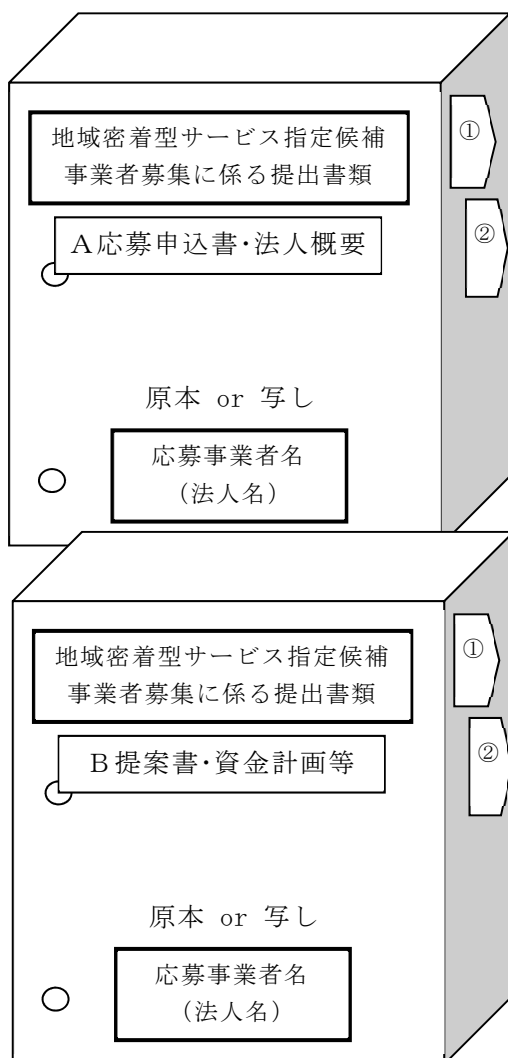 地域密着型サービス指定候補
事業者募集に係る提出書類
①
②
A応募申込書・法人概要
原本 or 写し
応募事業者名
（法人名）
地域密着型サービス指定候補
事業者募集に係る提出書類
①
②
B提案書・資金計画等
原本 or 写し
応募事業者名
（法人名）